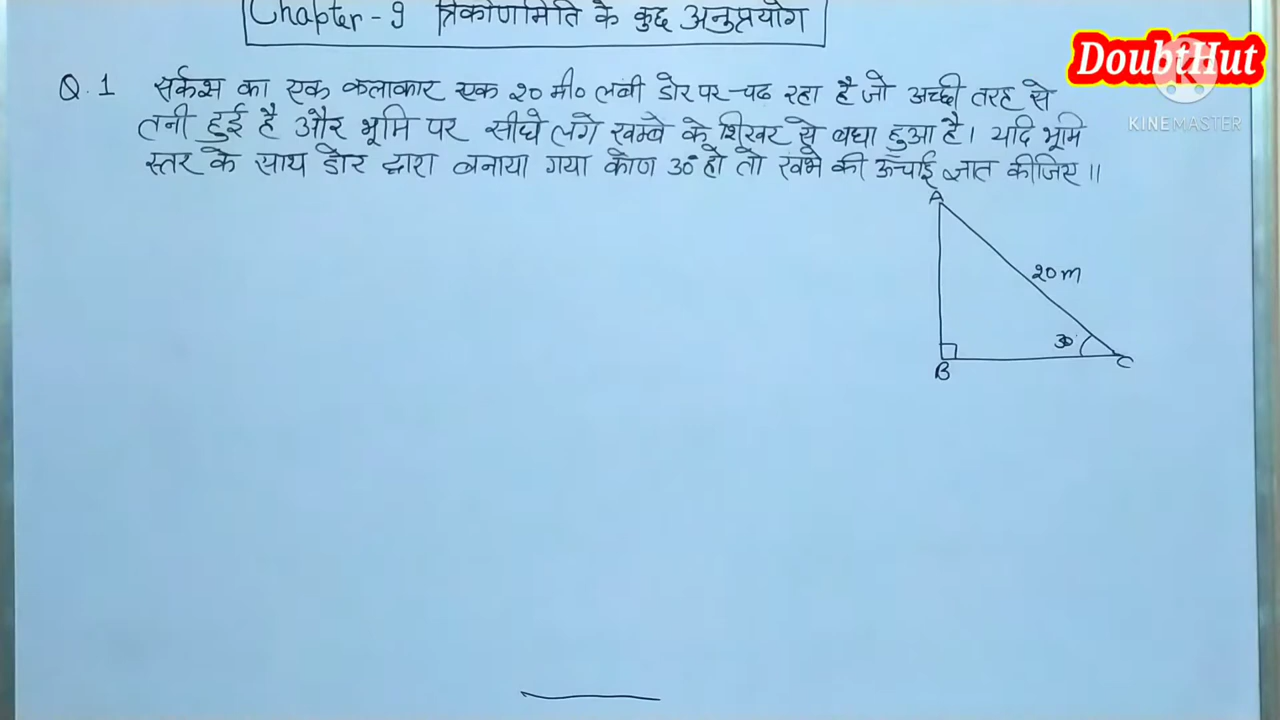 Chapter - 9 त्रिकोणमिति के कुछ अनुप्रयोग
DoubtHut
KINEMASTER
Q. 1 सर्कस का एक कलाकार एक 20 मी० लंबी डोर पर चढ रहा है जो अच्छी तरह से
तनी हुई है और भूमि पर सीधे लगे खम्बे के शिखर से बधा हुआ है। यदि भूमि
स्तर के साथ डोर द्वारा बनाया गया कोण 30° हो तो खंभे की ऊँचाई ज्ञात कीजिए॥
A
20m
30°
B
C